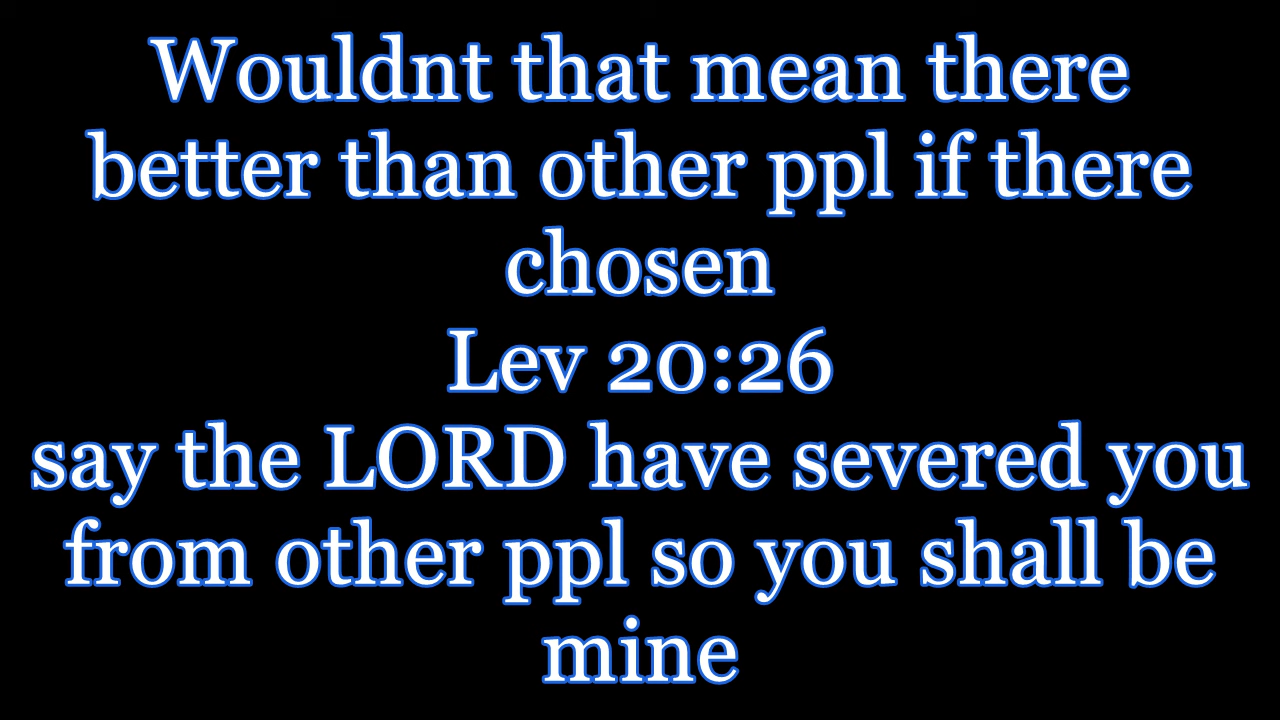 Wouldnt that mean there
better than other ppl if there
chosen
Lev 20:26
say the LORD have severed you
from other ppl so you shall be
mine